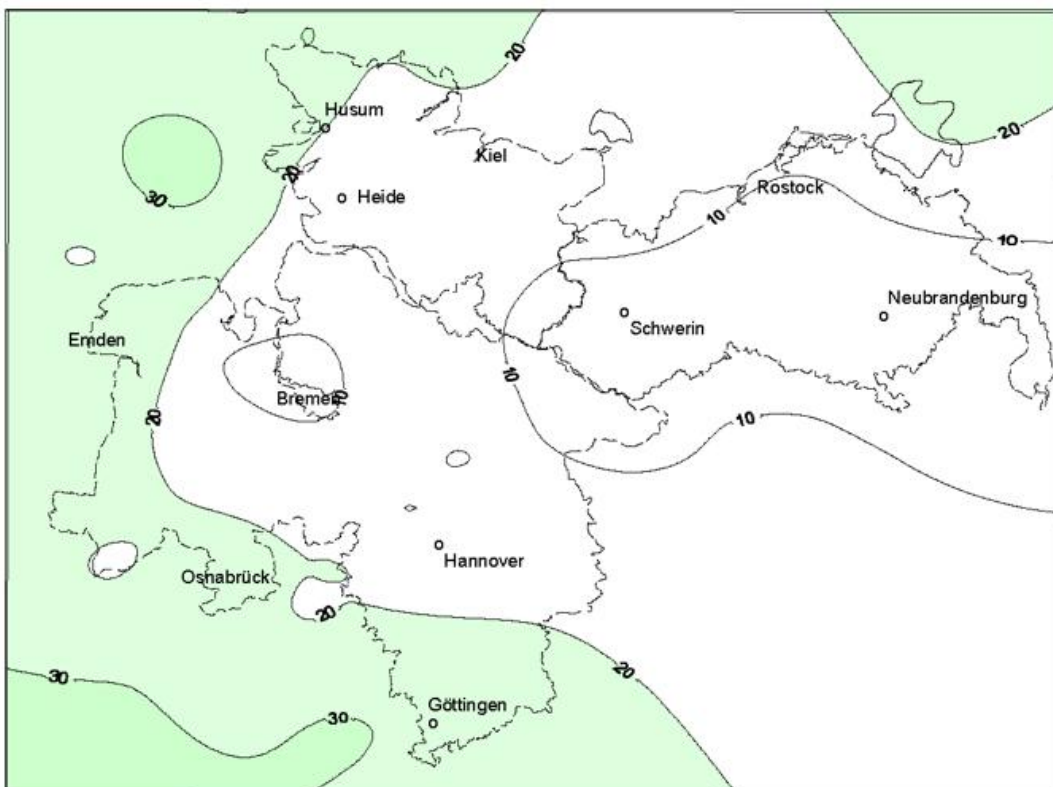 20
Husum
20
Kiel
30
20
Heide
Rostock
10
10
Neubrandenburg
Schwerin
Emden
10
Bremen
10
20
10
Hannover
Osnabrück
20
20
30
30
Göttingen